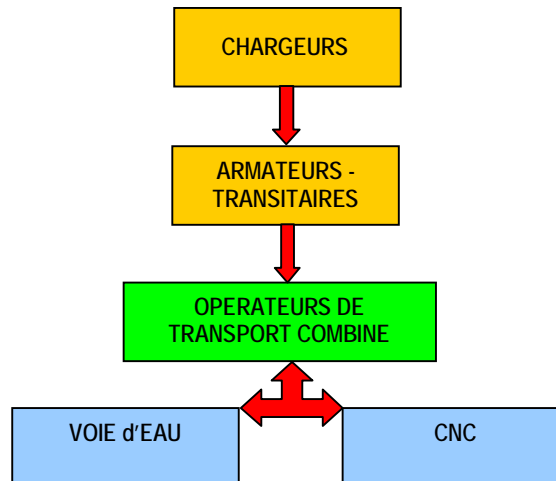 CHARGEURS
ARMATEURS -
TRANSITAIRES
OPERATEURS DE
TRANSPORT COMBINE
VOIE d'EAU
CNC